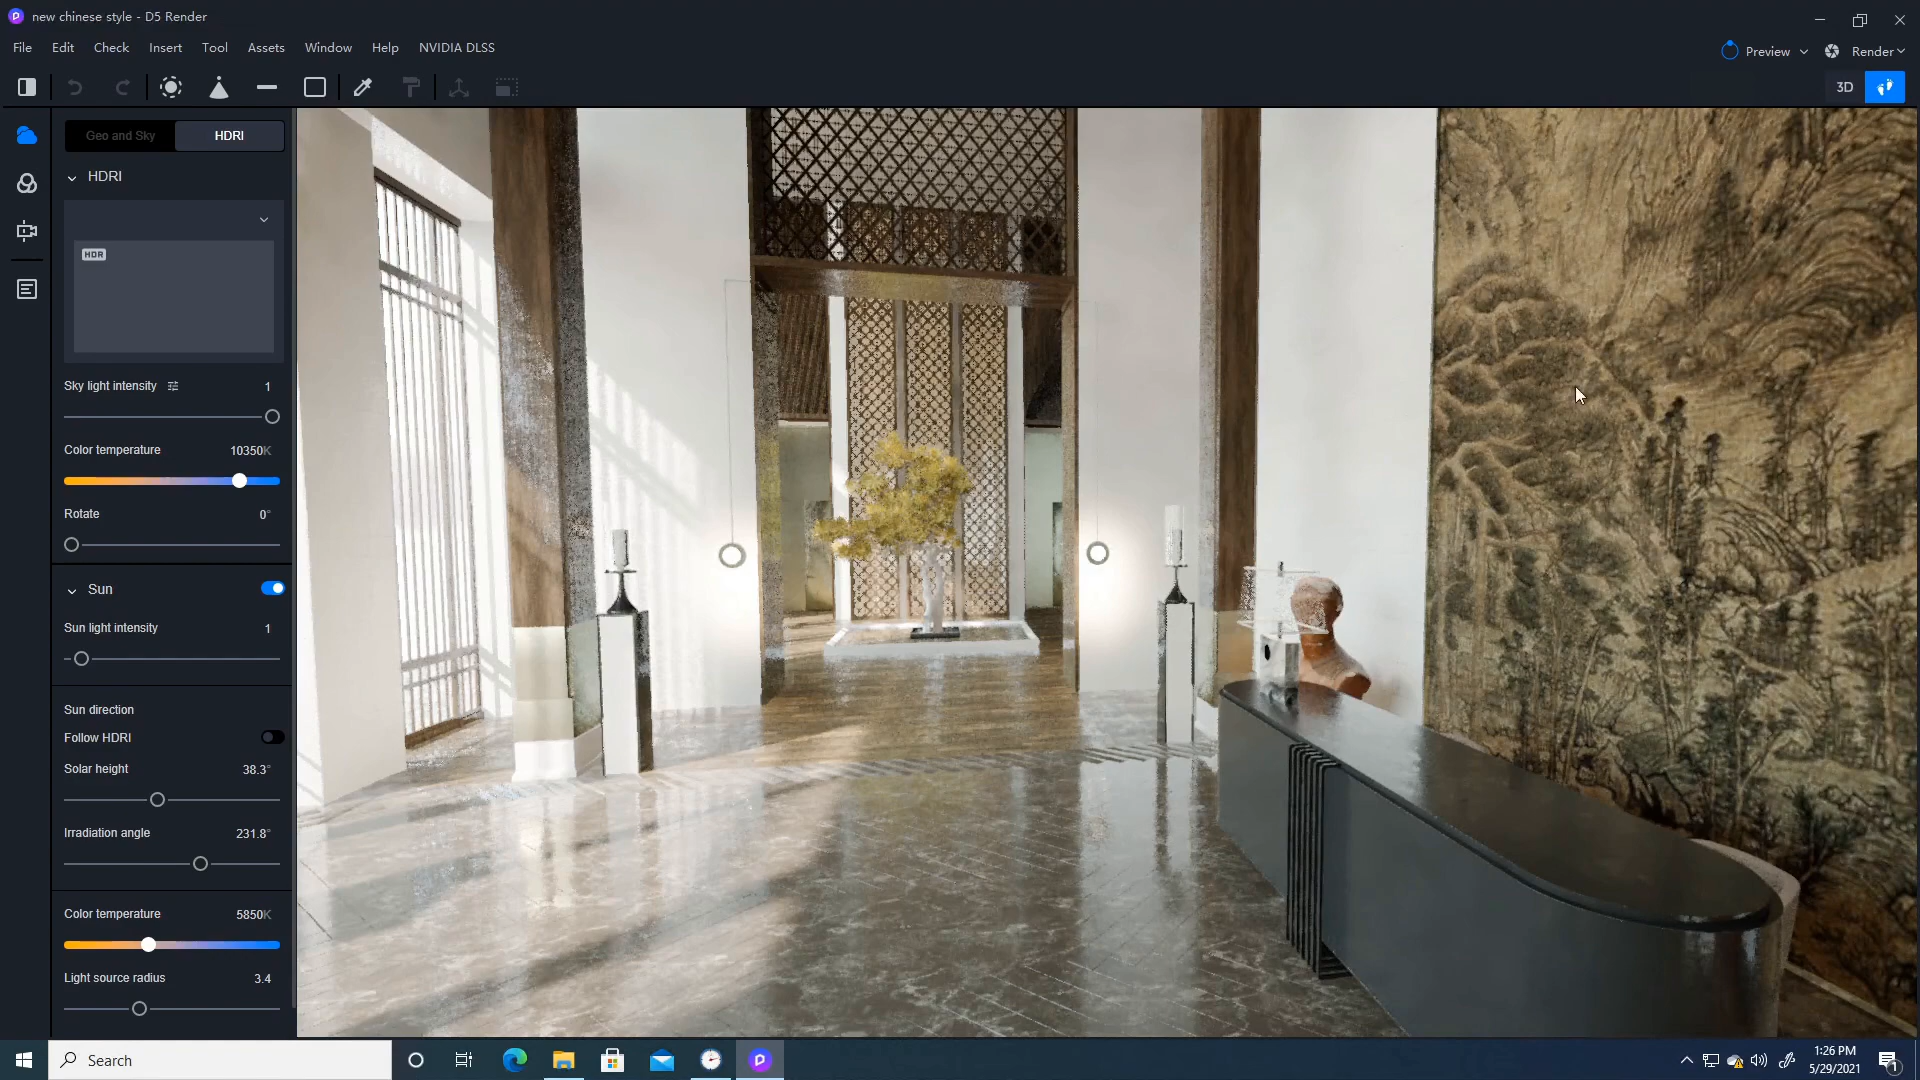 new chinese style - D5 Render
File Edit Check Insert Tool Assets Window Help NVIDIA DLSS
Preview Render
3D
Geo and Sky HDRI
HDRI
HDR
Sky light intensity 1
Color temperature 10350K
Rotate 0°
Sun
Sun light intensity 1
Sun direction
Follow HDRI
Solar height 38.3°
Irradiation angle 231.8°
Color temperature 5850K
Light source radius 3.4
Search
1:26 PM
5/29/2021
1